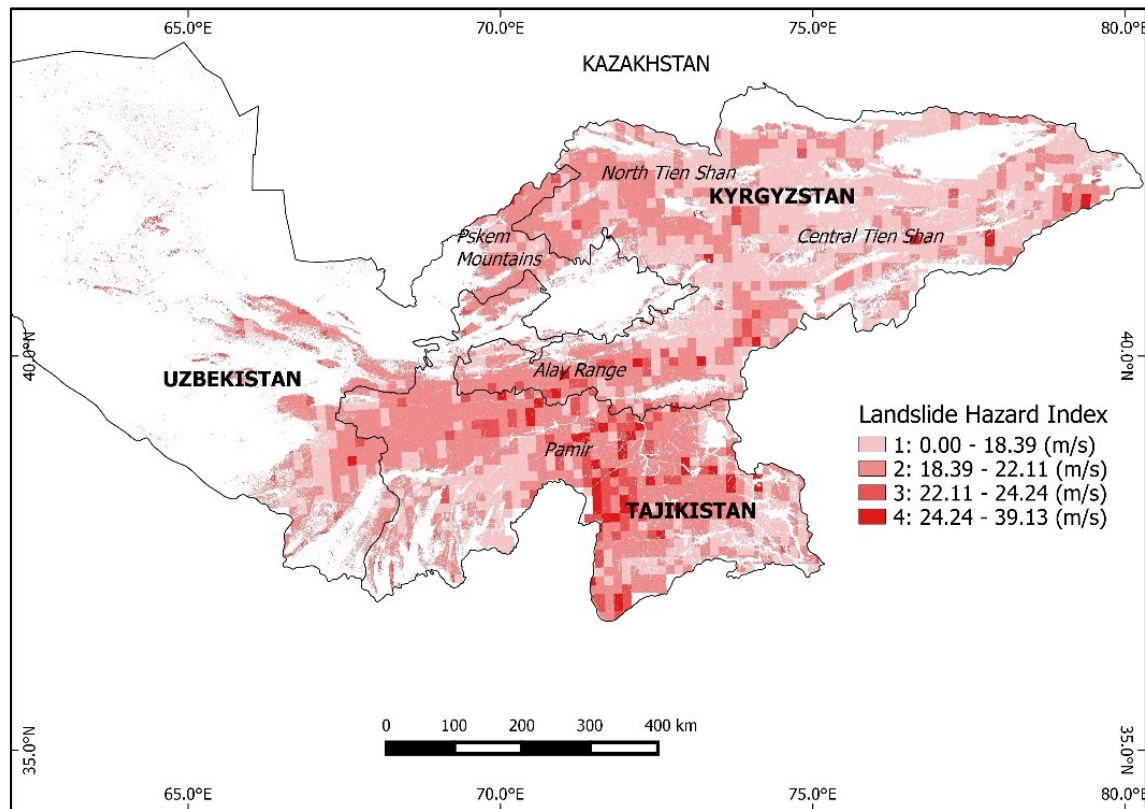 65.0°E 70.0°E 75.0°E 80.0°E
KAZAKHSTAN
North Tien Shan
KYRGYZSTAN
Pskem
Mountains
Central Tien Shan
40.0°N
40.0°N
UZBEKISTAN
Alay Range
Pamir
TAJIKISTAN
Landslide Hazard Index
1: 0.00 - 18.39 (m/s)
2: 18.39 - 22.11 (m/s)
3: 22.11 - 24.24 (m/s)
4: 24.24 - 39.13 (m/s)
0 100 200 300 400 km
35.0°N
35.0°N
65.0°E 70.0°E 75.0°E 80.0°E